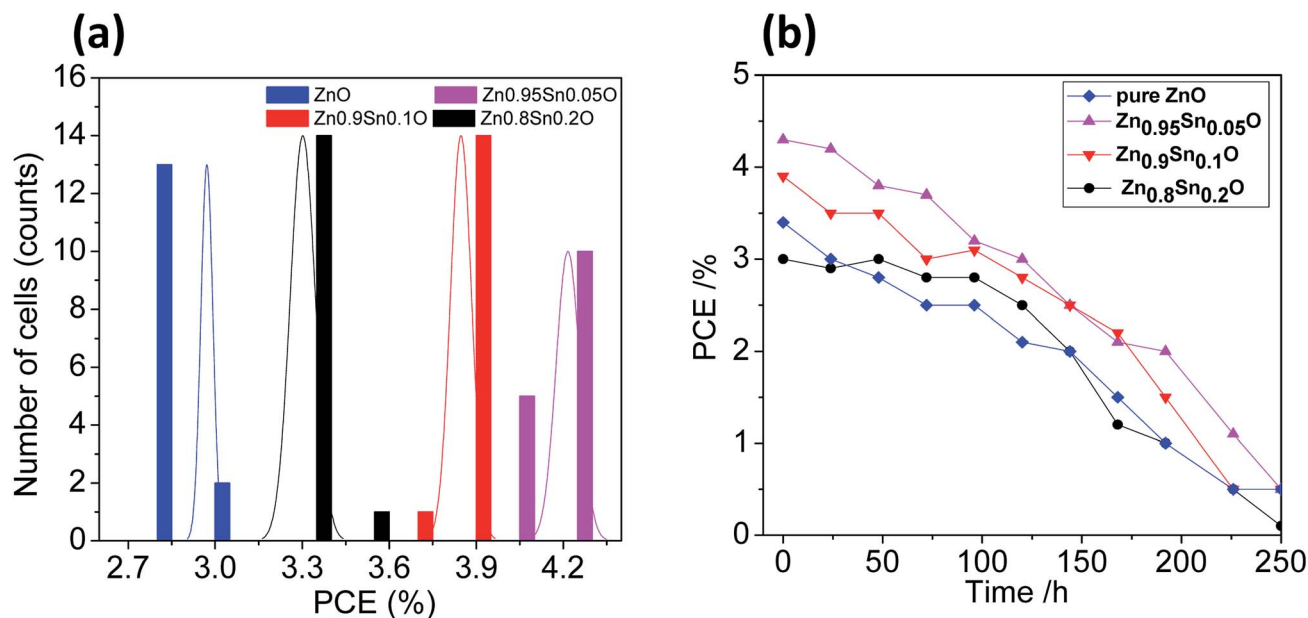 (a)
16
14
12
10
8
6
4
2
0
Number of cells (counts)
ZnO
Zn0.95Sn0.05O
Zn0.9Sn0.1O
Zn0.8Sn0.2O
2.7 3.0 3.3 3.6 3.9 4.2
PCE (%)
(b)
5
4
3
2
1
0
PCE /%
pure ZnO
Zn0.95Sn0.05O
Zn0.9Sn0.1O
Zn0.8Sn0.2O
0 50 100 150 200 250
Time /h